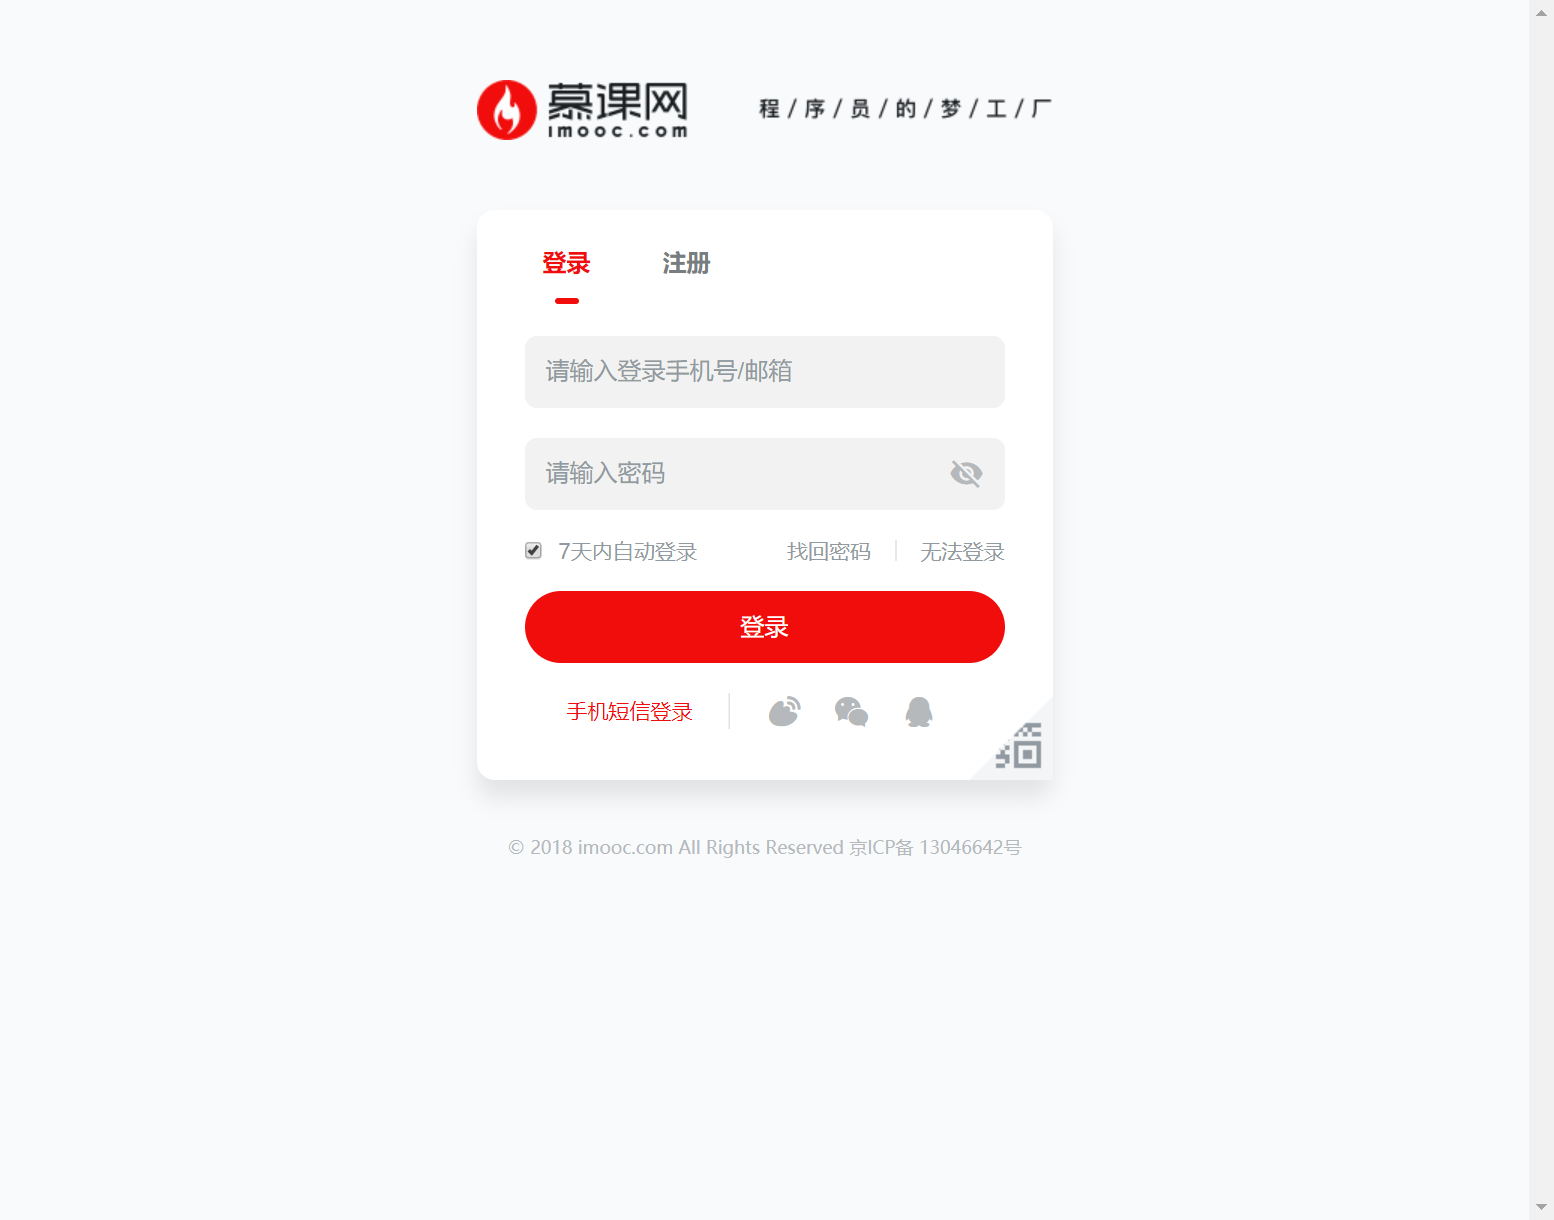 慕课网
imooc.com
程/序/员/的/梦/工/厂
登录 注册
请输入登录手机号/邮箱
请输入密码
7天内自动登录 找回密码 无法登录
登录
手机短信登录
© 2018 imooc.com All Rights Reserved 京ICP备 13046642号